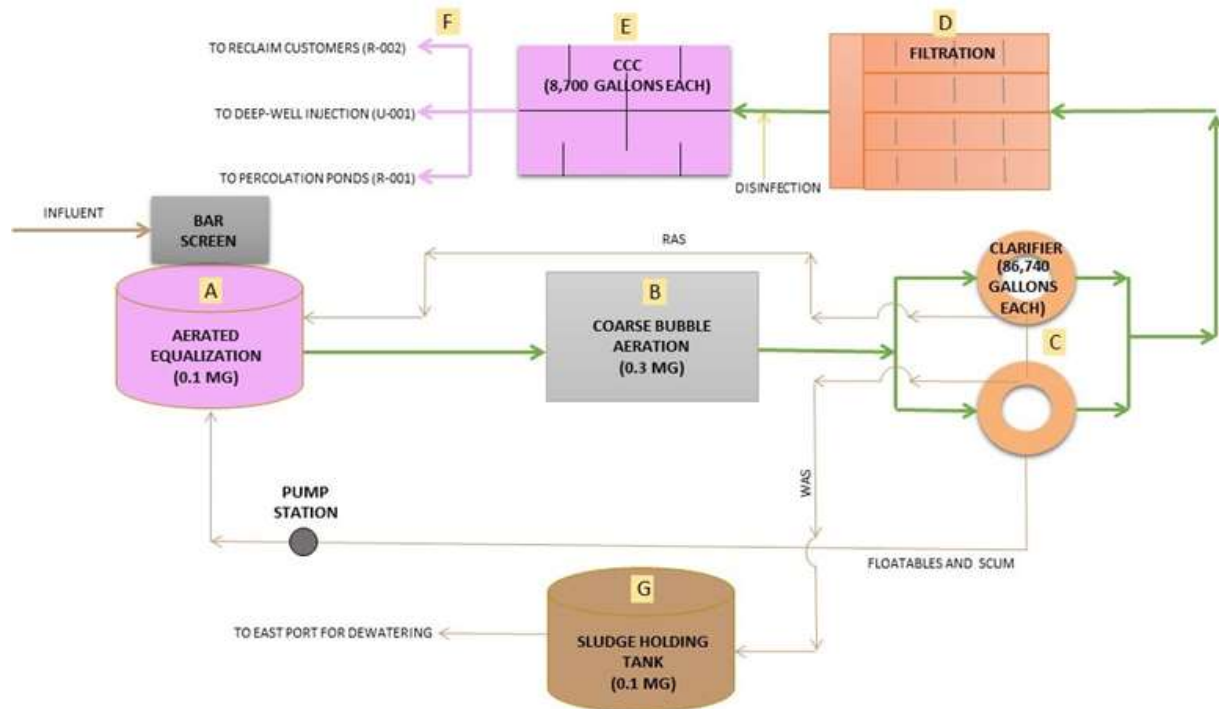 F
E
D
TO RECLAIM CUSTOMERS (R-002)
CCC
(8,700 GALLONS EACH)
FILTRATION
TO DEEP-WELL INJECTION (U-001)
TO PERCOLATION PONDS (R-001)
DISINFECTION
INFLUENT
BAR
SCREEN
RAS
CLARIFIER
(86,740
GALLONS
EACH)
A
AERATED
EQUALIZATION
(0.1 MG)
B
COARSE BUBBLE
AERATION
(0.3 MG)
C
WAS
PUMP
STATION
FLOATABLES AND SCUM
G
TO EAST PORT FOR DEWATERING
SLUDGE HOLDING
TANK
(0.1 MG)